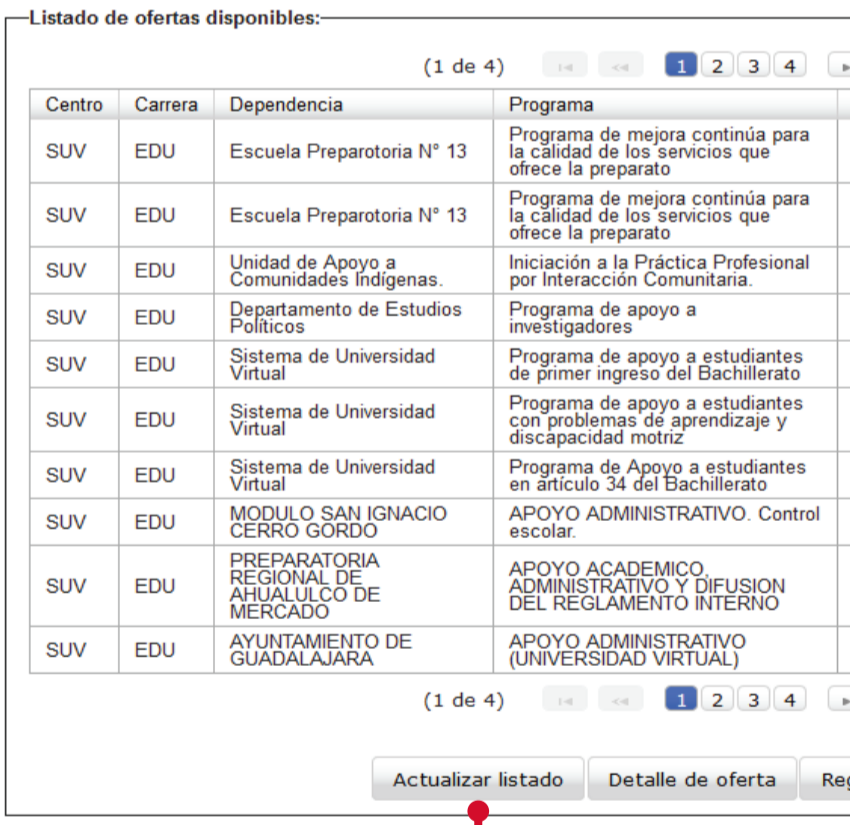 Listado de ofertas disponibles:
(1 de 4) 1 2 3 4
Centro Carrera Dependencia Programa
SUV EDU Escuela Preparotoria N° 13 Programa de mejora continúa para
la calidad de los servicios que
ofrece la preparato
SUV EDU Escuela Preparotoria N° 13 Programa de mejora continúa para
la calidad de los servicios que
ofrece la preparato
SUV EDU Unidad de Apoyo a
Comunidades Indígenas. Iniciación a la Práctica Profesional
por Interacción Comunitaria.
SUV EDU Departamento de Estudios
Políticos Programa de apoyo a
investigadores
SUV EDU Sistema de Universidad
Virtual Programa de apoyo a estudiantes
de primer ingreso del Bachillerato
SUV EDU Sistema de Universidad
Virtual Programa de apoyo a estudiantes
con problemas de aprendizaje y
discapacidad motriz
SUV EDU Sistema de Universidad
Virtual Programa de Apoyo a estudiantes
en artículo 34 del Bachillerato
SUV EDU MODULO SAN IGNACIO
CERRO GORDO APOYO ADMINISTRATIVO. Control
escolar.
SUV EDU PREPARATORIA
REGIONAL DE
AHUALULCO DE
MERCADO APOYO ACADEMICO,
ADMINISTRATIVO Y DIFUSION
DEL REGLAMENTO INTERNO
SUV EDU AYUNTAMIENTO DE
GUADALAJARA APOYO ADMINISTRATIVO
(UNIVERSIDAD VIRTUAL)
(1 de 4) 1 2 3 4
Actualizar listado Detalle de oferta